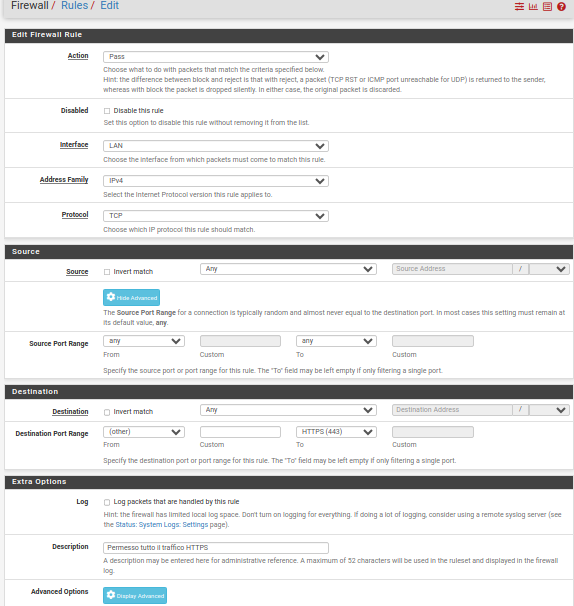 Firewall / Rules / Edit
Edit Firewall Rule
Action
Pass
Choose what to do with packets that match the criteria specified below.
Hint: the difference between block and reject is that with reject, a packet (TCP RST or ICMP port unreachable for UDP) is returned to the sender,
whereas with block the packet is dropped silently. In either case, the original packet is discarded.
Disabled
Disable this rule
Set this option to disable this rule without removing it from the list.
Interface
LAN
Choose the interface from which packets must come to match this rule.
Address Family
IPv4
Select the Internet Protocol version this rule applies to.
Protocol
TCP
Choose which IP protocol this rule should match.
Source
Source
Invert match
Any
Source Address
/
Hide Advanced
The Source Port Range for a connection is typically random and almost never equal to the destination port. In most cases this setting must remain at
its default value, any.
Source Port Range
any
any
From
Custom
To
Custom
Specify the source port or port range for this rule. The "To" field may be left empty if only filtering a single port.
Destination
Destination
Invert match
Any
Destination Address
/
Destination Port Range
(other)
HTTPS (443)
From
Custom
To
Custom
Specify the destination port or port range for this rule. The "To" field may be left empty if only filtering a single port.
Extra Options
Log
Log packets that are handled by this rule
Hint: the firewall has limited local log space. Don't turn on logging for everything. If doing a lot of logging, consider using a remote syslog server (see
the Status: System Logs: Settings page).
Description
Permesso tutto il traffico HTTPS
A description may be entered here for administrative reference. A maximum of 52 characters will be used in the ruleset and displayed in the firewall
log.
Advanced Options
Display Advanced